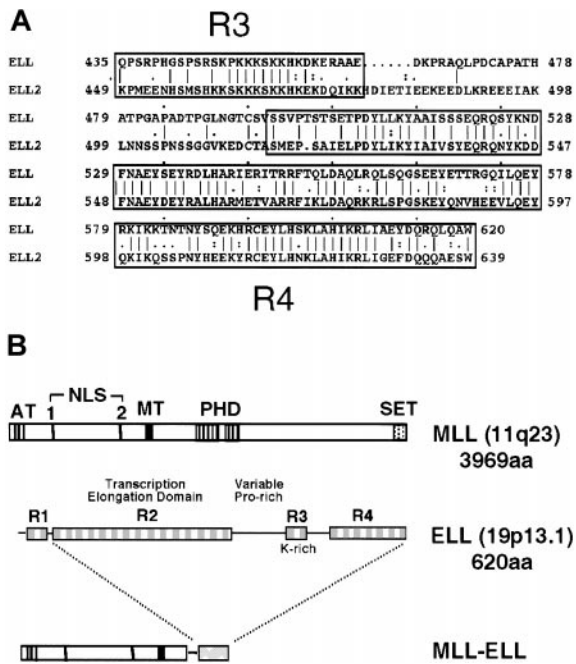 A
R3
ELL 435 QPSRPHGSPSRSKPKKKSKKHKDKERAAE.....DKPRAQLPDCAPATH 478
ELL2 449 KPMEENHSMSHKKSKKKSKKHKEKDQIKKHDIETIEEKEEDLKREEEIAK 498
ELL 479 ATPGAPADTPGLNGTCSVSSVPTSTSETPDYLLKYAAISSSEQRQSYKND 528
ELL2 499 LNNSSPNSSGGVKEDCTASMEPS.AIELPDYLIKYIAIVSYEQRQNYKDD 547
ELL 529 FNAEYSEYRDLHARIERITRRFTQLDAQLRQLSQGSEEYETTRGQILQEY 578
ELL2 548 FNAEYDEYRALHARMETVARRFIKLDAQRKRLSPGSKEYQNVHEEVLQEY 597
ELL 579 RKIKKTNTNYSQEKHRCEYLHSKLAHIKRLIAEYDQRQLQAW 620
ELL2 598 QKIKQSSPNYHEEKYRCEYLHNKLAHIKRLIGEFDQQQAESW 639
R4
B
NLS
AT 1 2 MT PHD SET
MLL (11q23)
3969aa
Transcription
Elongation Domain
Variable
Pro-rich
R1 R2 R3 R4
K-rich
ELL (19p13.1)
620aa
MLL-ELL